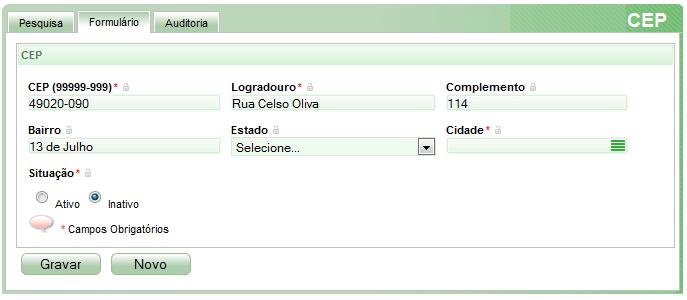 Pesquisa Formulário Auditoria CEP
CEP
CEP (99999-999)* Logradouro* Complemento
49020-090 Rua Celso Oliva 114
Bairro Estado Cidade*
13 de Julho Selecione...
Situação*
Ativo Inativo
* Campos Obrigatórios
Gravar Novo